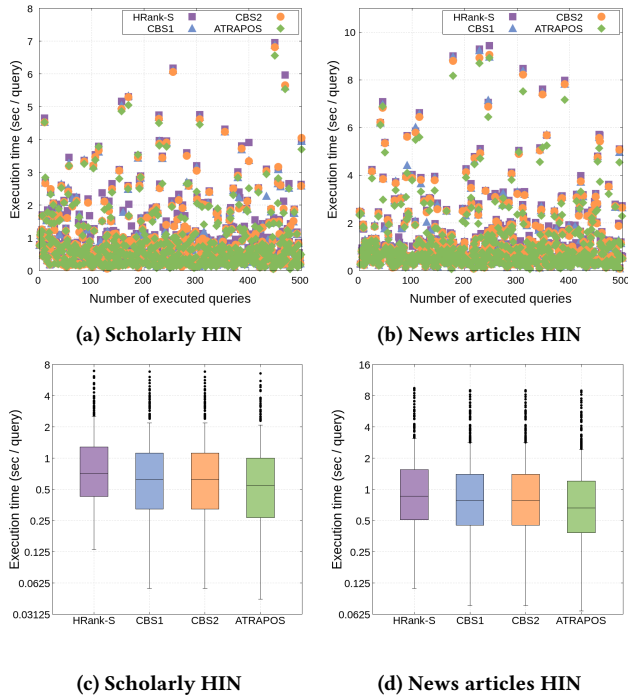 HRank-S CBS2
CBS1 ATRAPOS
Execution time (sec / query)
8
7
6
5
4
3
2
1
0
0 100 200 300 400 500
Number of executed queries
(a) Scholarly HIN
HRank-S CBS2
CBS1 ATRAPOS
Execution time (sec / query)
10
8
6
4
2
0
0 100 200 300 400 500
Number of executed queries
(b) News articles HIN
Execution time (sec / query)
8
4
2
1
0.5
0.25
0.125
0.0625
0.03125
HRank-S CBS1 CBS2 ATRAPOS
(c) Scholarly HIN
Execution time (sec / query)
16
8
4
2
1
0.5
0.25
0.125
0.0625
HRank-S CBS1 CBS2 ATRAPOS
(d) News articles HIN